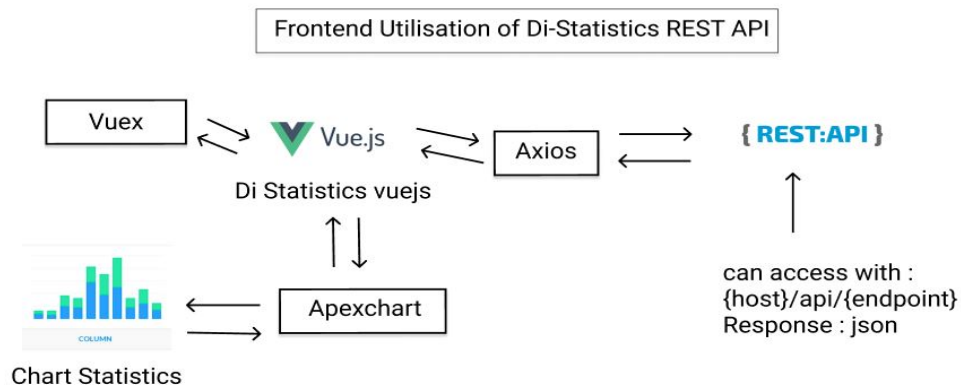 Frontend Utilisation of Di-Statistics REST API
Vuex
Vue.js
Axios
{ REST:API }
Di Statistics vuejs
can access with :
{host}/api/{endpoint}
Response : json
Apexchart
COLUMN
Chart Statistics